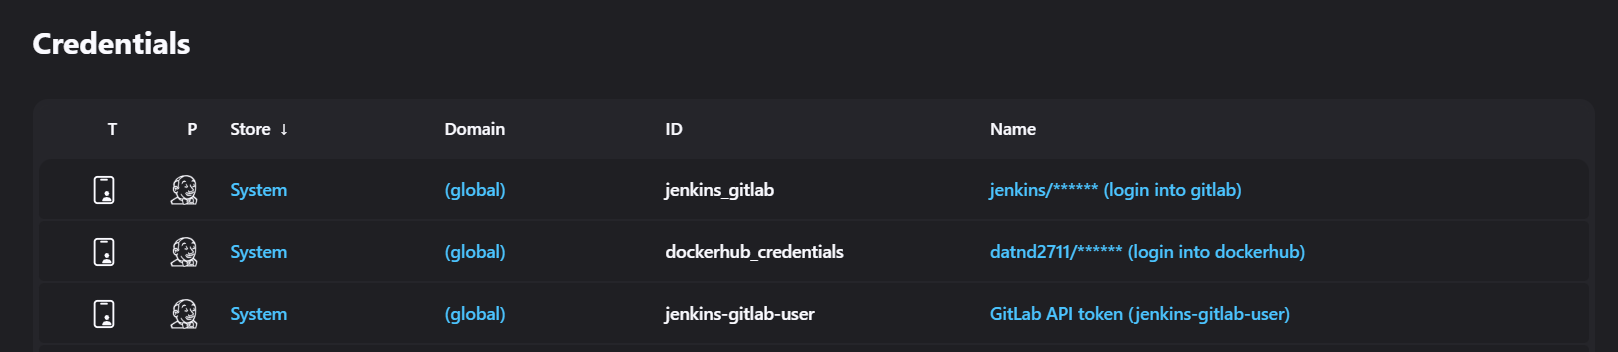 Credentials
T P Store ↓ Domain ID Name
System (global) jenkins_gitlab jenkins/****** (login into gitlab)
System (global) dockerhub_credentials datnd2711/****** (login into dockerhub)
System (global) jenkins-gitlab-user GitLab API token (jenkins-gitlab-user)